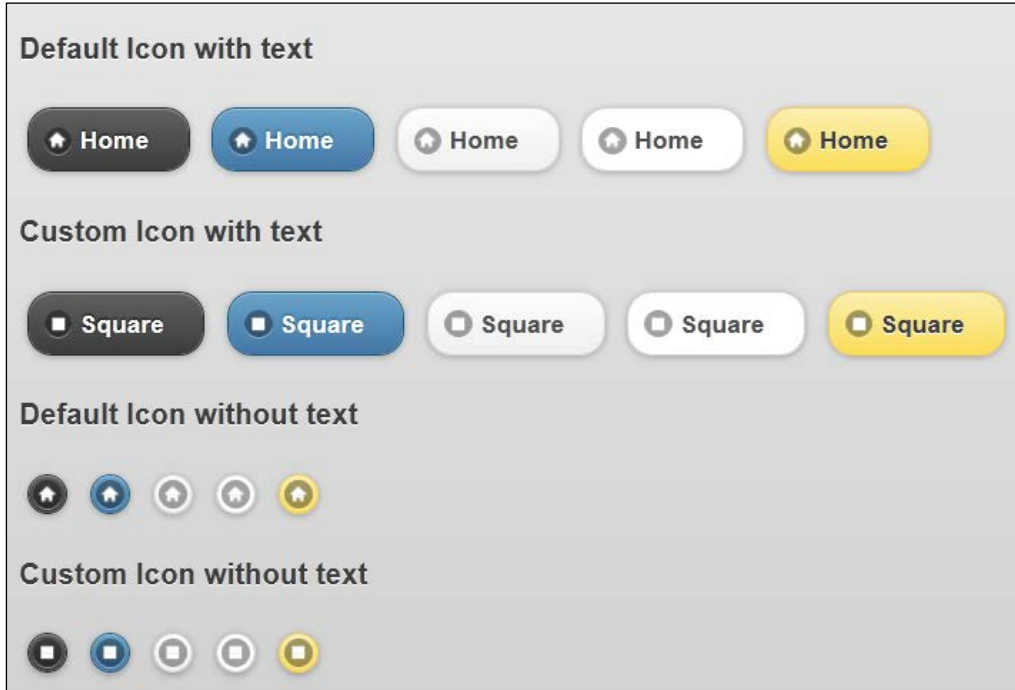 Default Icon with text
Home Home Home Home Home
Custom Icon with text
Square Square Square Square Square
Default Icon without text
Custom Icon without text